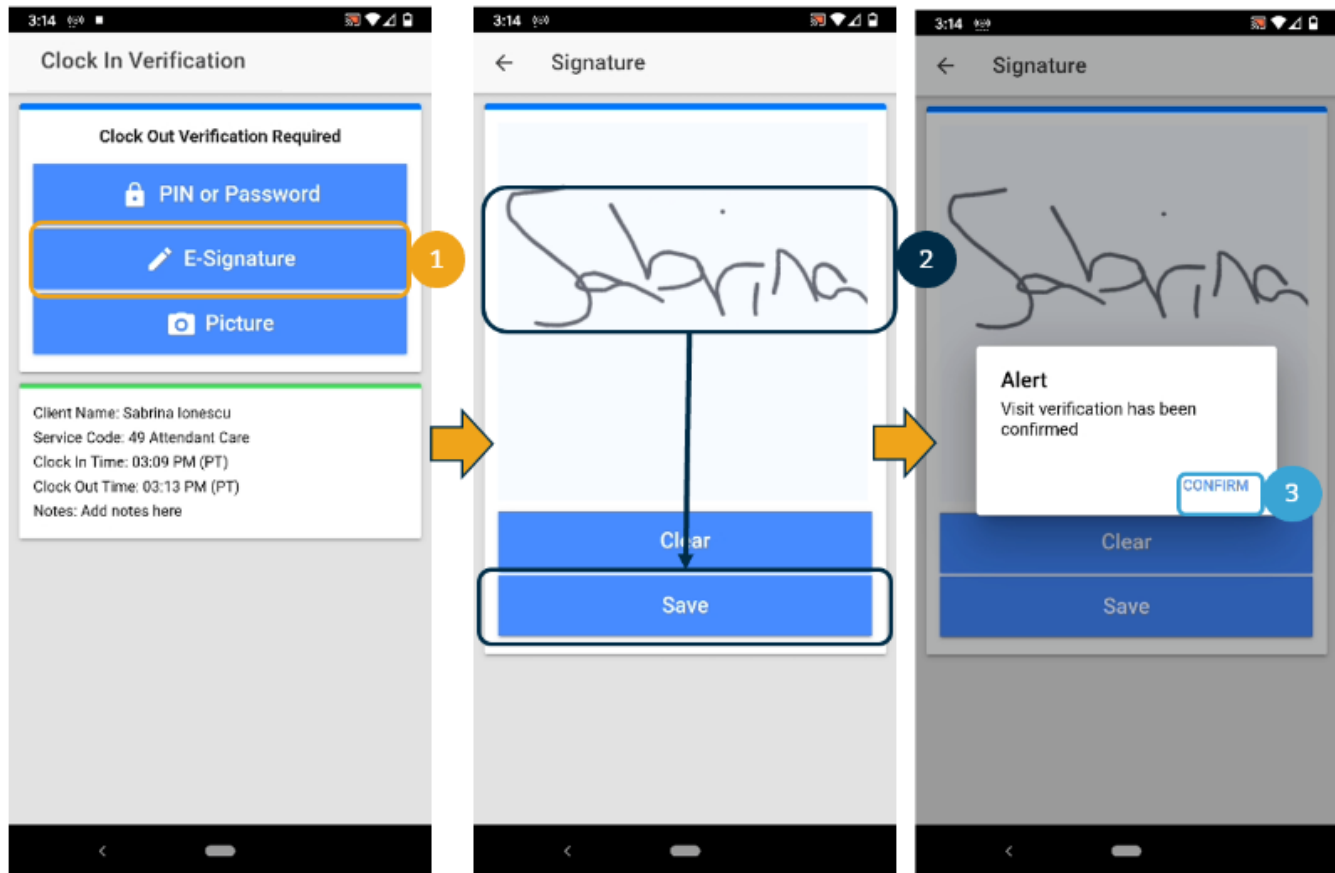 3:14
Clock In Verification
Clock Out Verification Required
PIN or Password
E-Signature
1
Picture
Client Name: Sabrina Ionescu
Service Code: 49 Attendant Care
Clock In Time: 03:09 PM (PT)
Clock Out Time: 03:13 PM (PT)
Notes: Add notes here
3:14
Signature
Sabrina
2
Clear
Save
3:14
Signature
Sabrina
Alert
Visit verification has been
confirmed
CONFIRM
3
Clear
Save